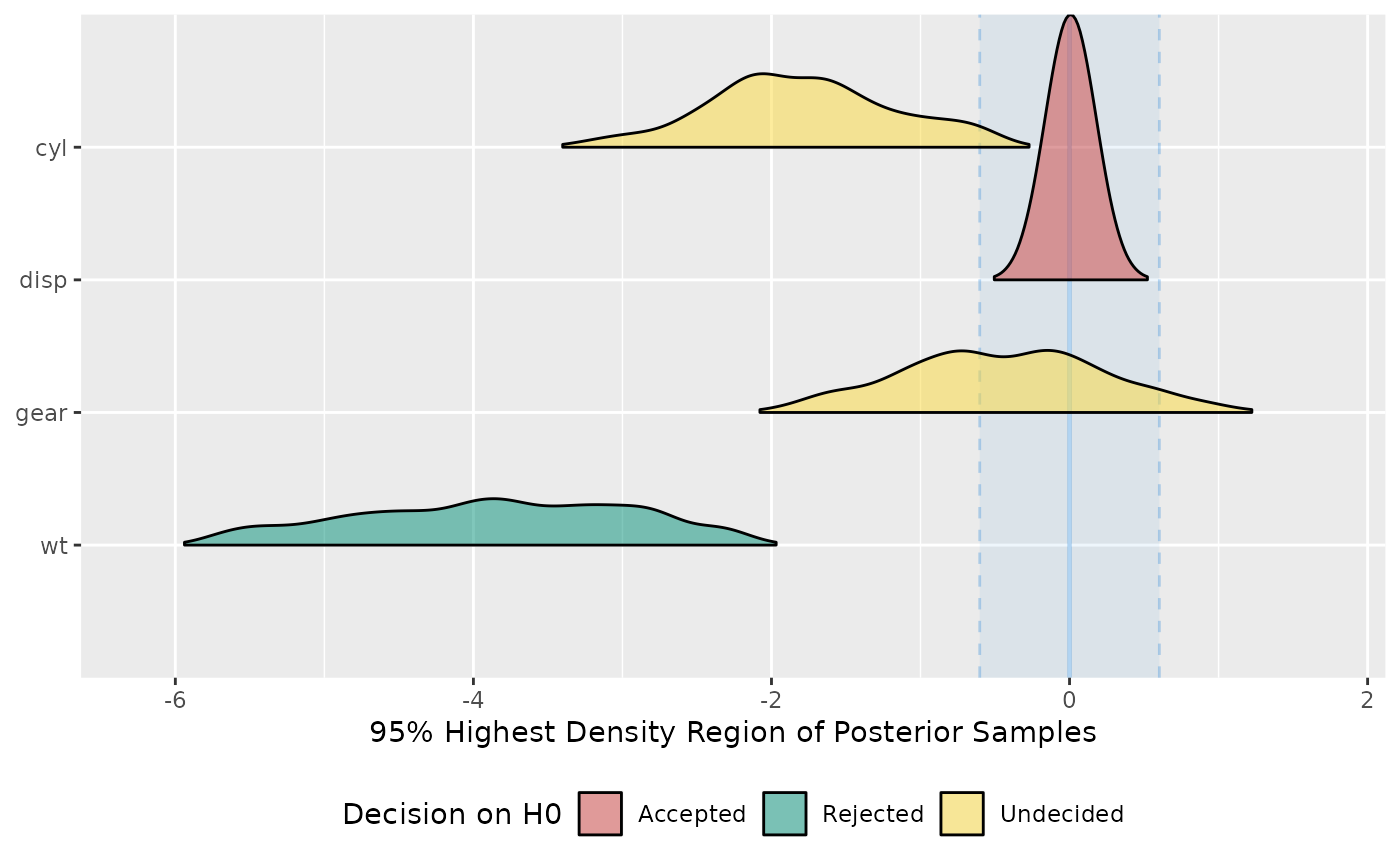 cyl
disp
gear
wt
-6 -4 -2 0 2
95% Highest Density Region of Posterior Samples
Decision on H0 Accepted Rejected Undecided